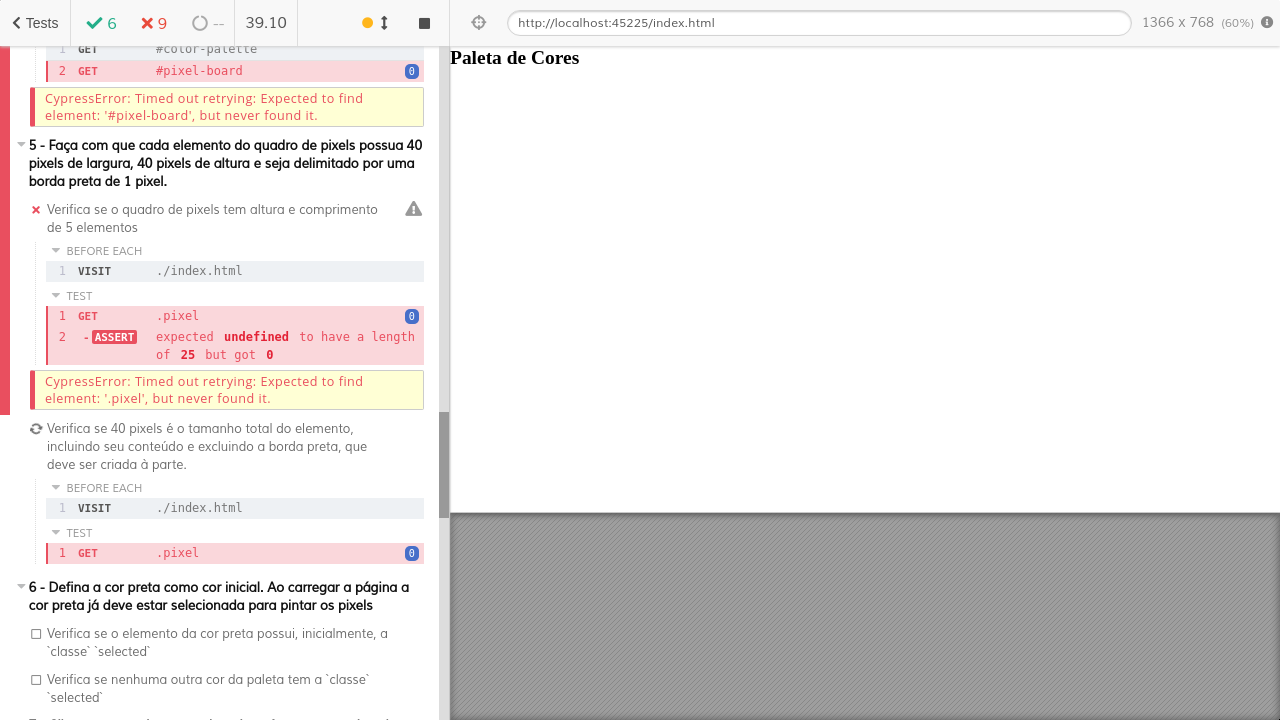 Tests
6
9
--
39.10
http://localhost:45225/index.html
1366 x 768 (60%)
1 GET #color-palette
2 GET #pixel-board 0
CypressError: Timed out retrying: Expected to find
element: '#pixel-board', but never found it.
5 - Faça com que cada elemento do quadro de pixels possua 40
pixels de largura, 40 pixels de altura e seja delimitado por uma
borda preta de 1 pixel.
Verifica se o quadro de pixels tem altura e comprimento
de 5 elementos
BEFORE EACH
1 VISIT ./index.html
TEST
1 GET .pixel 0
2 -ASSERT expected undefined to have a length
of 25 but got 0
CypressError: Timed out retrying: Expected to find
element: '.pixel', but never found it.
Verifica se 40 pixels é o tamanho total do elemento,
incluindo seu conteúdo e excluindo a borda preta, que
deve ser criada à parte.
BEFORE EACH
1 VISIT ./index.html
TEST
1 GET .pixel 0
6 - Defina a cor preta como cor inicial. Ao carregar a página a
cor preta já deve estar selecionada para pintar os pixels
Verifica se o elemento da cor preta possui, inicialmente, a
`classe` `selected`
Verifica se nenhuma outra cor da paleta tem a `classe`
`selected`
Paleta de Cores